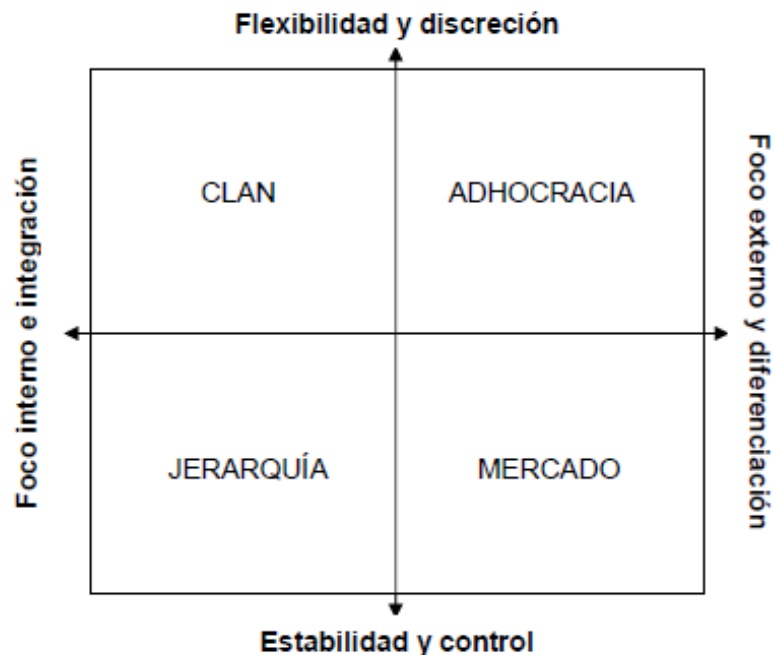 Flexibilidad y discreción
Foco interno e integración
CLAN
ADHOCRACIA
Foco externo y diferenciación
JERARQUÍA
MERCADO
Estabilidad y control